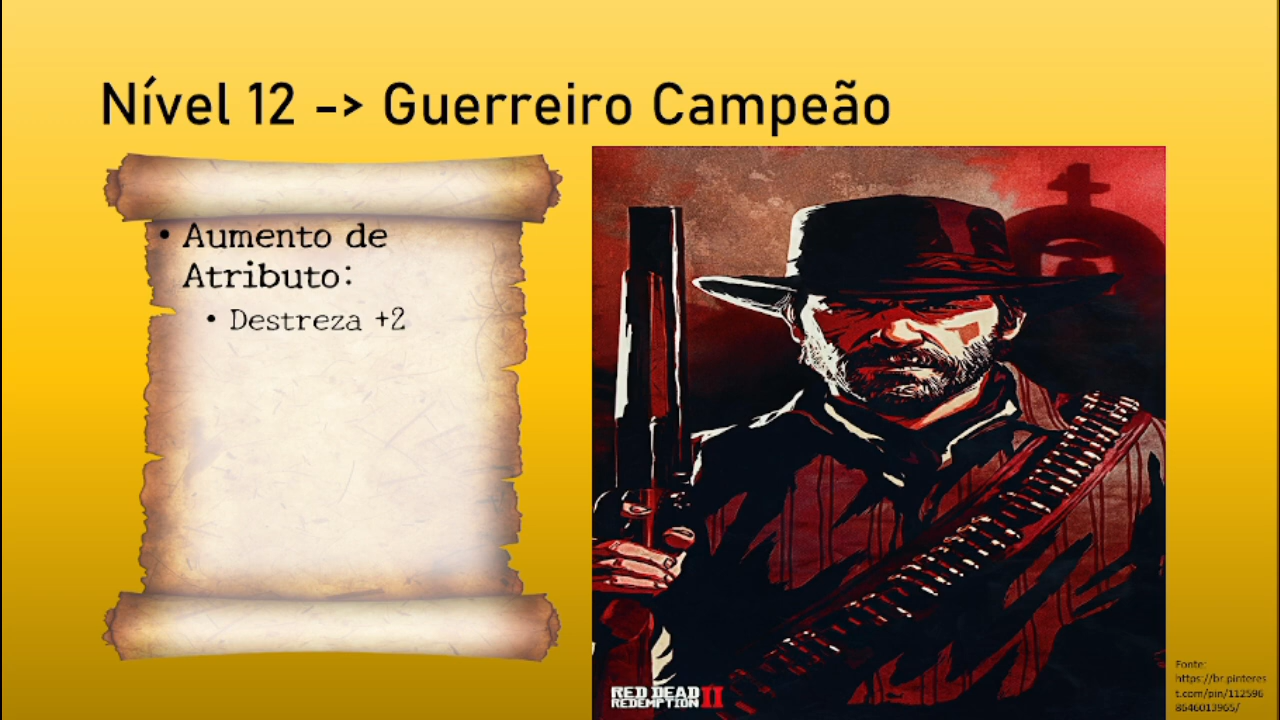 Nível 12 -> Guerreiro Campeão
• Aumento de
Atributo:
• Destreza +2
RED DEAD
REDEMPTION II
Fonte:
https://br.pinteres
t.com/pin/112596
8646013965/